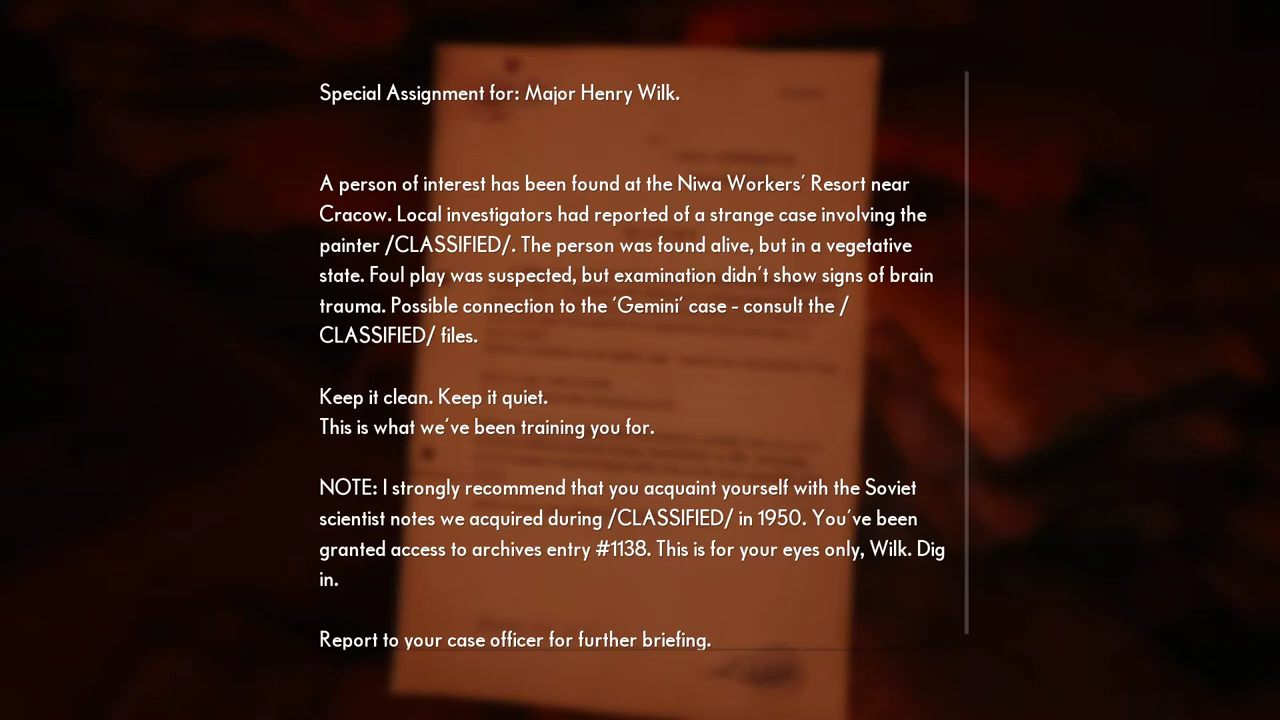 Special Assignment for: Major Henry Wilk.
A person of interest has been found at the Niwa Workers' Resort near
Cracow. Local investigators had reported of a strange case involving the
painter /CLASSIFIED/. The person was found alive, but in a vegetative
state. Foul play was suspected, but examination didn't show signs of brain
trauma. Possible connection to the 'Gemini' case - consult the /
CLASSIFIED/ files.
Keep it clean. Keep it quiet.
This is what we've been training you for.
NOTE: I strongly recommend that you acquaint yourself with the Soviet
scientist notes we acquired during /CLASSIFIED/ in 1950. You've been
granted access to archives entry #1138. This is for your eyes only, Wilk. Dig
in.
Report to your case officer for further briefing.